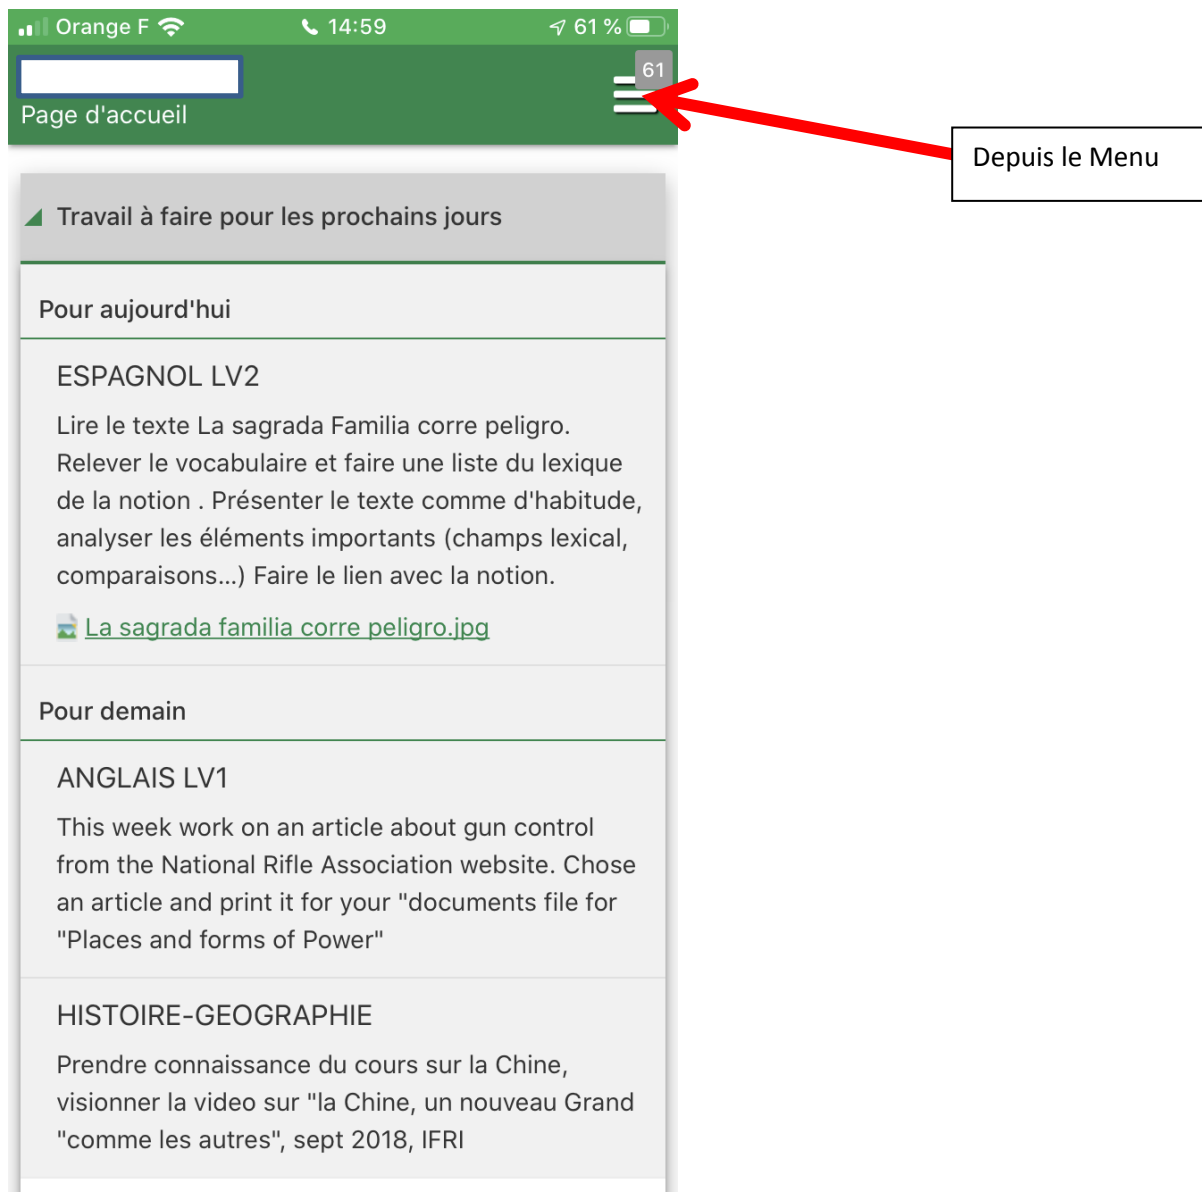 Orange F 14:59 61 %
61
Page d'accueil
Depuis le Menu
Travail à faire pour les prochains jours
Pour aujourd'hui
ESPAGNOL LV2
Lire le texte La sagrada Familia corre peligro.
Relever le vocabulaire et faire une liste du lexique
de la notion . Présenter le texte comme d'habitude,
analyser les éléments importants (champs lexical,
comparaisons...) Faire le lien avec la notion.
La sagrada familia corre peligro.jpg
Pour demain
ANGLAIS LV1
This week work on an article about gun control
from the National Rifle Association website. Chose
an article and print it for your "documents file for
"Places and forms of Power"
HISTOIRE-GEOGRAPHIE
Prendre connaissance du cours sur la Chine,
visionner la video sur "la Chine, un nouveau Grand
"comme les autres", sept 2018, IFRI